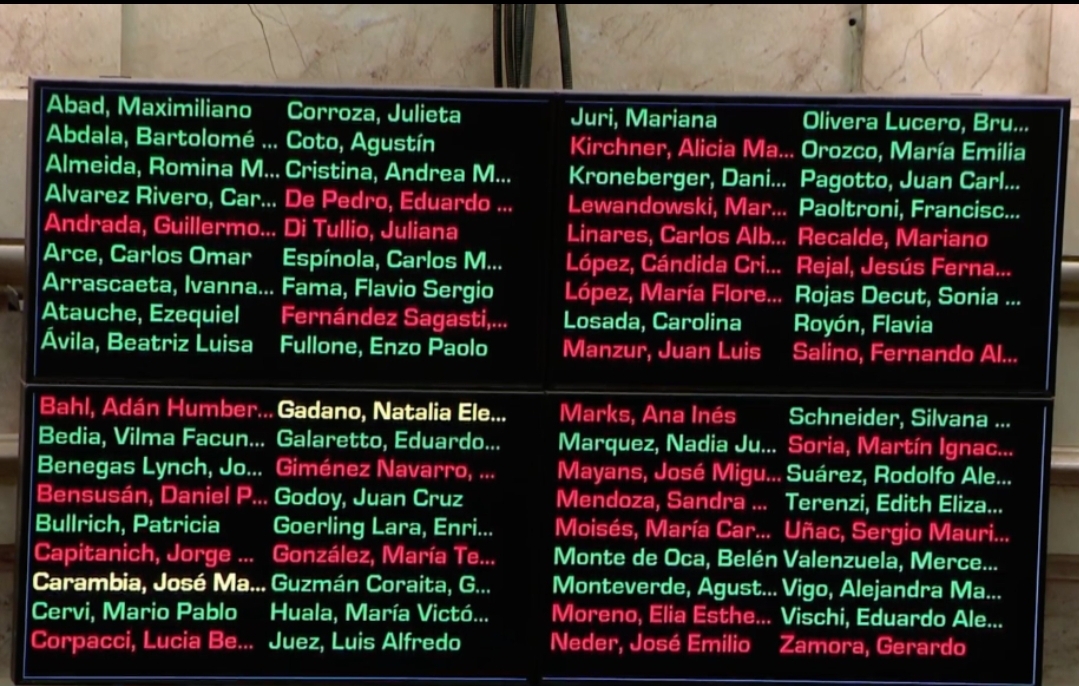 Abad, Maximiliano
Abdala, Bartolomé ...
Almeida, Romina M...
Alvarez Rivero, Car...
Andrada, Guillermo...
Arce, Carlos Omar
Arrascaeta, Ivanna...
Atauche, Ezequiel
Ávila, Beatriz Luisa
Bahl, Adán Humber...
Bedia, Vilma Facun...
Benegas Lynch, Jo...
Bensusán, Daniel P...
Bullrich, Patricia
Capitanich, Jorge ...
Carambia, José Ma...
Cervi, Mario Pablo
Corpacci, Lucia Be...
Corroza, Julieta
Coto, Agustín
Cristina, Andrea M...
De Pedro, Eduardo ...
Di Tullio, Juliana
Espínola, Carlos M...
Fama, Flavio Sergio
Fernández Sagasti,...
Fullone, Enzo Paolo
Gadano, Natalia Ele...
Galaretto, Eduardo...
Giménez Navarro, ...
Godoy, Juan Cruz
Goerling Lara, Enri...
González, María Te...
Guzmán Coraita, G...
Huala, María Victó...
Juez, Luis Alfredo
Juri, Mariana
Kirchner, Alicia Ma...
Kroneberger, Dani...
Lewandowski, Mar...
Linares, Carlos Alb...
López, Cándida Cri...
López, María Flore...
Losada, Carolina
Manzur, Juan Luis
Marks, Ana Inés
Marquez, Nadia Ju...
Mayans, José Migu...
Mendoza, Sandra ...
Moisés, María Car...
Monte de Oca, Belén
Monteverde, Agust...
Moreno, Elia Esthe...
Neder, José Emilio
Olivera Lucero, Bru...
Orozco, María Emilia
Pagotto, Juan Carl...
Paoltroni, Francisc...
Recalde, Mariano
Rejal, Jesús Ferna...
Rojas Decut, Sonia ...
Royón, Flavia
Salino, Fernando Al...
Schneider, Silvana ...
Soria, Martín Ignac...
Suárez, Rodolfo Ale...
Terenzi, Edith Eliza...
Uñac, Sergio Mauri...
Valenzuela, Merce...
Vigo, Alejandra Ma...
Vischi, Eduardo Ale...
Zamora, Gerardo